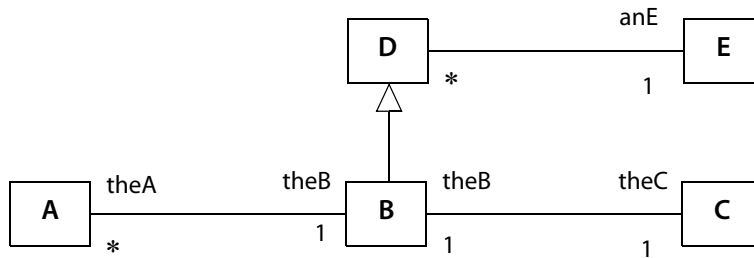 anE
D E
* 1
theA theB theB theC
A B C
* 1 1 1